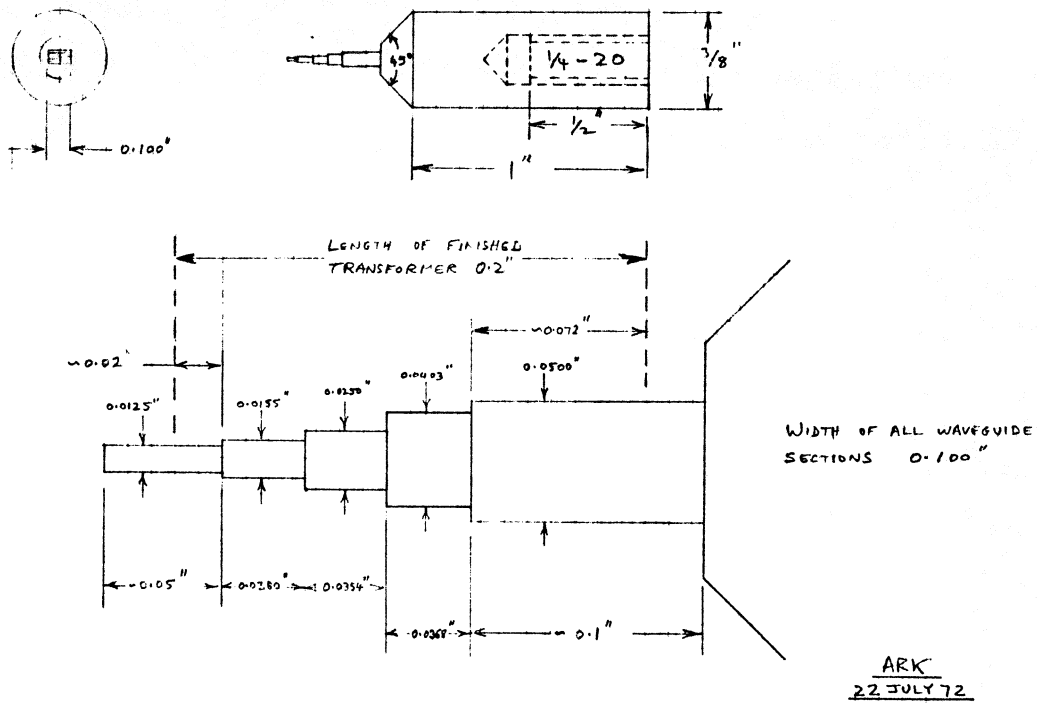 0.100"
45°
1/4-20
3/8"
1/2"
1"
LENGTH OF FINISHED
TRANSFORMER 0.2"
~0.02"
~0.072"
0.0125"
0.0155"
0.0250"
0.0403"
0.0500"
WIDTH OF ALL WAVEGUIDE
SECTIONS 0.100"
~0.05"
0.0354"
0.0368"
~0.1"
ARK
22 JULY 72